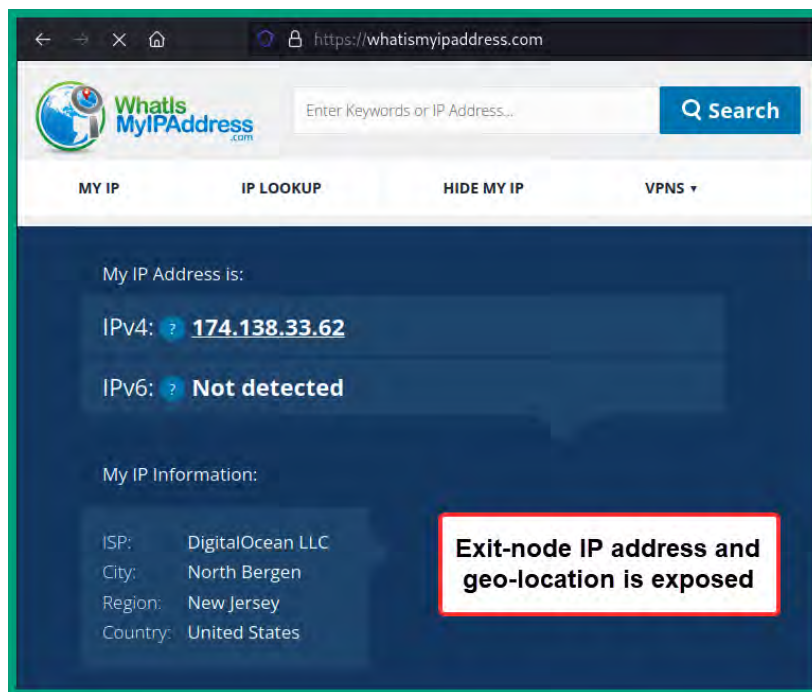 https://whatismyipaddress.com
WhatIs
MyIPAddress
.com
Enter Keywords or IP Address...
Search
MY IP IP LOOKUP HIDE MY IP VPNS ▾
My IP Address is:
IPv4: ? 174.138.33.62
IPv6: ? Not detected
My IP Information:
ISP: DigitalOcean LLC
City: North Bergen
Region: New Jersey
Country: United States
Exit-node IP address and
geo-location is exposed